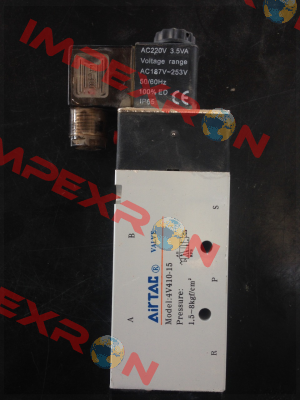 AC220V 3.5VA
Voltage range
AC187V~253V
50/60Hz
100% ED
IP65 CE
AirTAC ®
VALVE
Model:4V410-15
Pressure:
1.5~8kgf/cm²
A
B
R
P
S
IMPEXRON
IMPEXRON